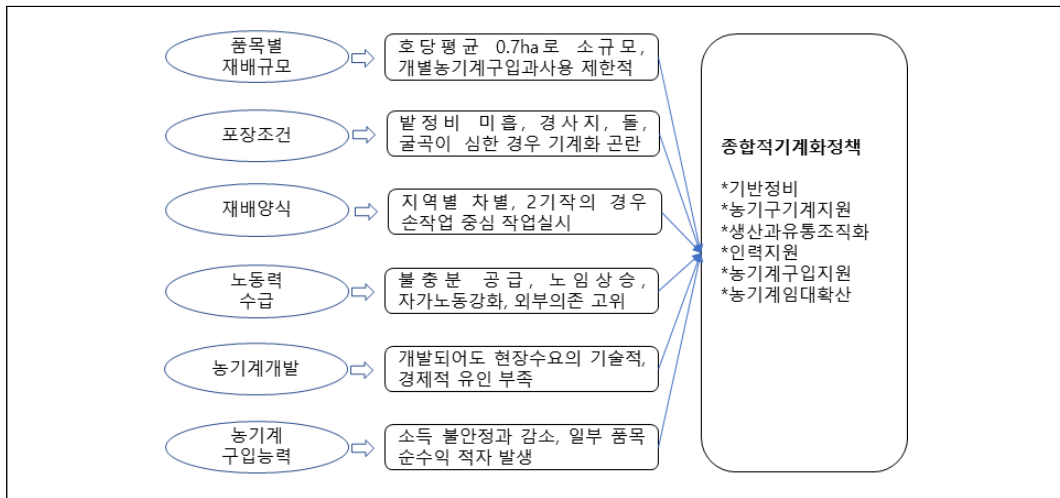 품목별
재배규모
호당평균 0.7ha로 소규모,
개별농기계구입과사용 제한적
포장조건
밭정비 미흡, 경사지, 돌,
굴곡이 심한 경우 기계화 곤란
재배양식
지역별 차별, 2기작의 경우
손작업 중심 작업실시
노동력
수급
불충분 공급, 노임상승,
자가노동강화, 외부의존 고위
농기계개발
개발되어도 현장수요의 기술적,
경제적 유인 부족
농기계
구입능력
소득 불안정과 감소, 일부 품목
순수익 적자 발생
종합적기계화정책
*기반정비
*농기구기계지원
*생산과유통조직화
*인력지원
*농기계구입지원
*농기계임대확산